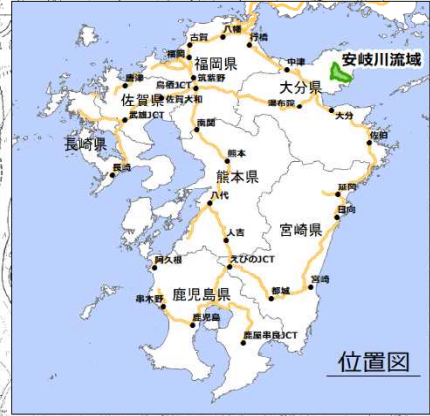 八幡
古賀
行橋
福岡
福岡県
中津
安岐川流域
筑紫野
唐津
鳥栖JCT
大分県
佐賀県
佐賀大和
湯布院
大分
武雄JCT
南関
佐伯
長崎県
熊本
長崎
熊本県
延岡
八代
日向
宮崎県
人吉
えびのJCT
阿久根
宮崎
都城
串木野
鹿児島県
鹿児島
鹿屋串良JCT
位置図